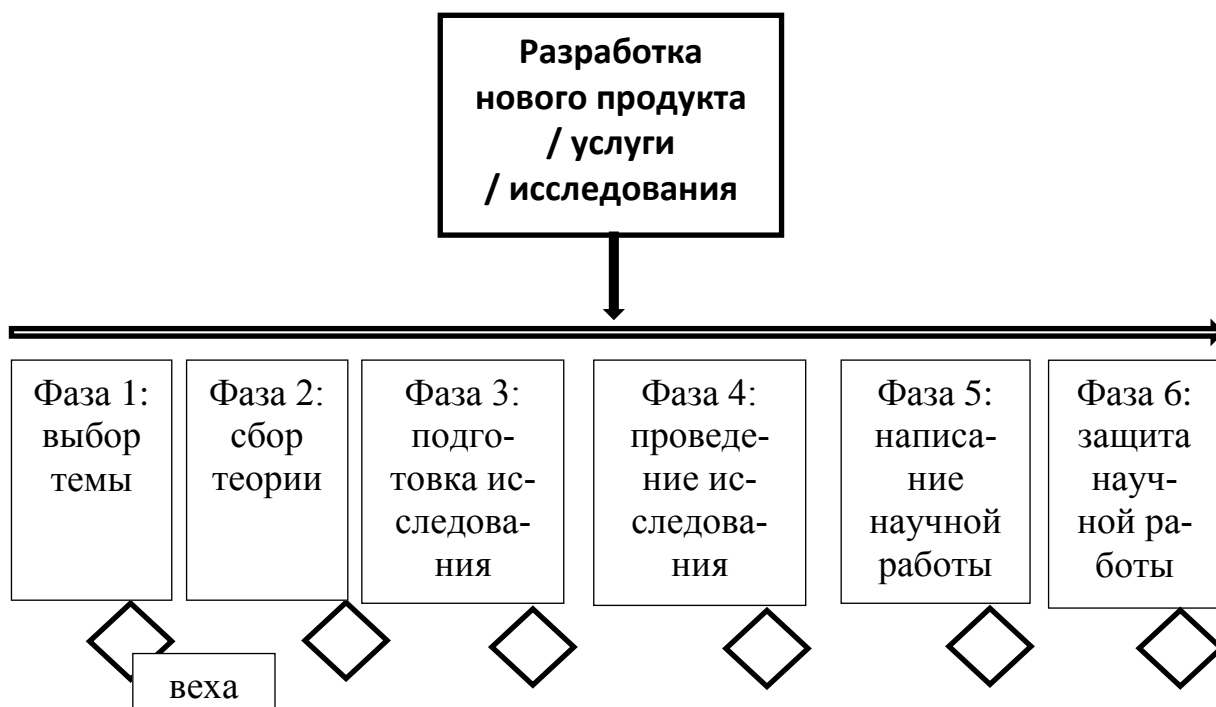 Разработка
нового продукта
/ услуги
/ исследования
Фаза 1:
выбор
темы
Фаза 2:
сбор
теории
Фаза 3:
подго-
товка ис-
следова-
ния
Фаза 4:
проведе-
ние ис-
следова-
ния
Фаза 5:
написа-
ние
научной
работы
Фаза 6:
защита
науч-
ной ра-
боты
веха